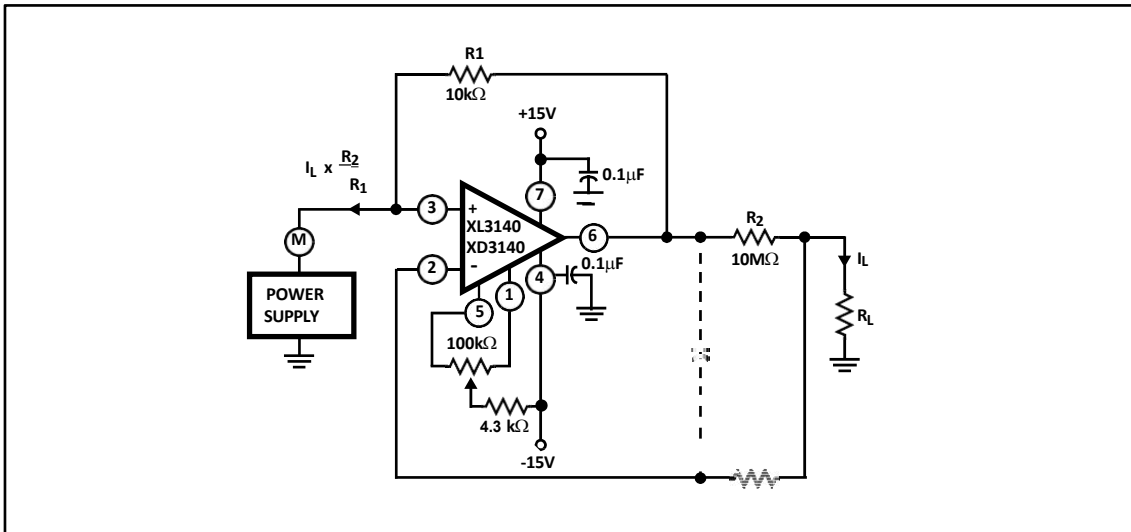 R1
10kΩ
+15V
0.1μF
I_L x R2
R1
7
3
+
XL3140
XD3140
6
R2
10MΩ
M
2
-
4
0.1μF
I_L
1
5
POWER
SUPPLY
100kΩ
R_L
4.3 kΩ
-15V